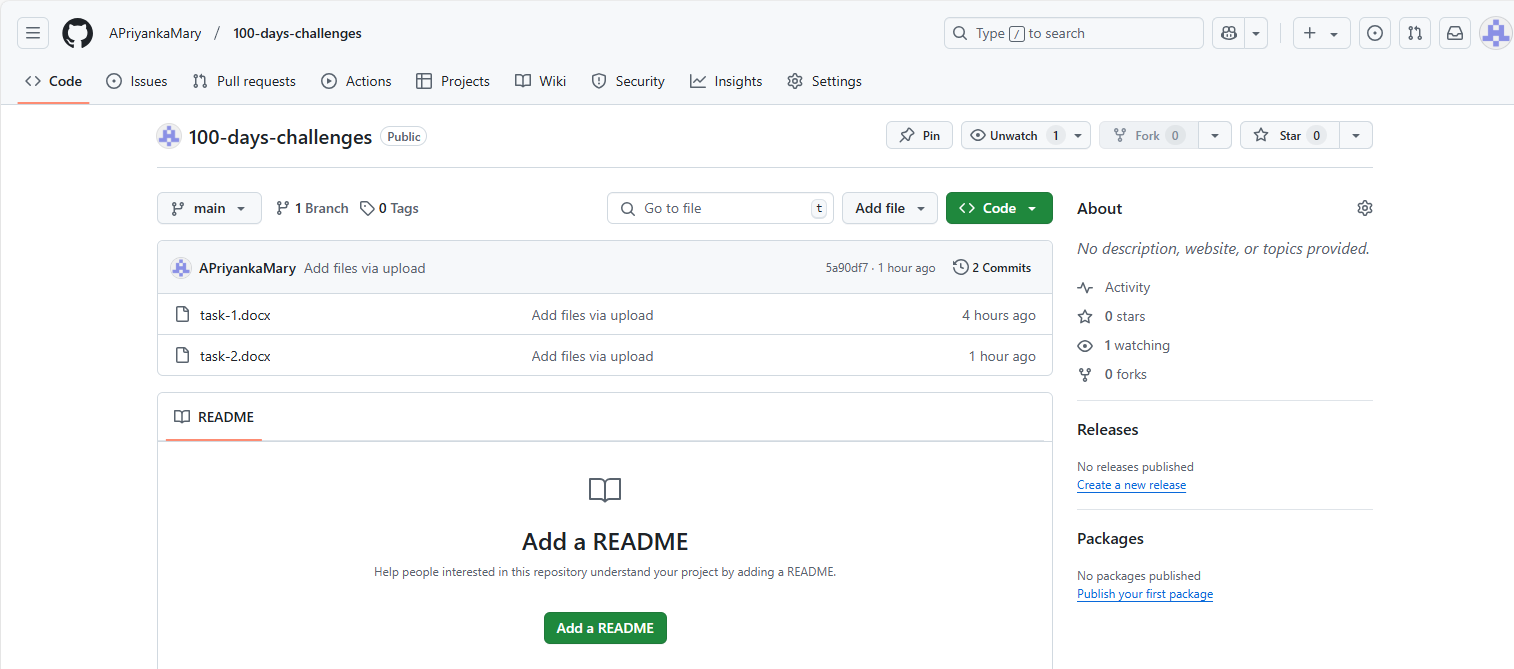 APriyankaMary / 100-days-challenges
Type / to search
Code Issues Pull requests Actions Projects Wiki Security Insights Settings
100-days-challenges Public
Pin Unwatch 1 Fork 0 Star 0
main 1 Branch 0 Tags
Go to file t
Add file
Code
APriyankaMary Add files via upload 5a90df7 · 1 hour ago 2 Commits
task-1.docx Add files via upload 4 hours ago
task-2.docx Add files via upload 1 hour ago
README
Add a README
Help people interested in this repository understand your project by adding a README.
Add a README
About
No description, website, or topics provided.
Activity
0 stars
1 watching
0 forks
Releases
No releases published
Create a new release
Packages
No packages published
Publish your first package